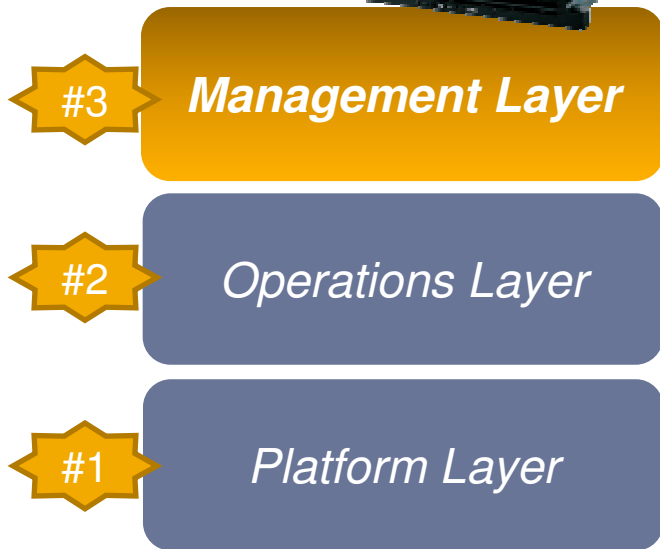 #3
Management Layer
#2
Operations Layer
#1
Platform Layer